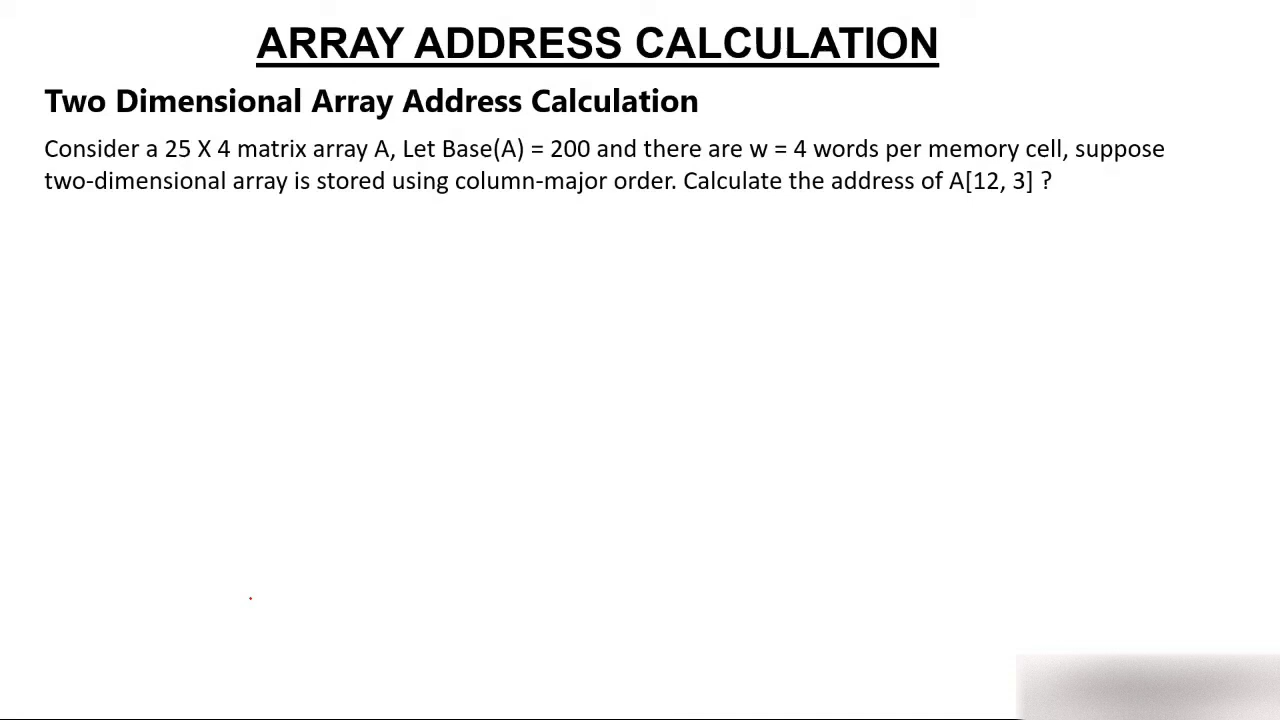 ARRAY ADDRESS CALCULATION
Two Dimensional Array Address Calculation
Consider a 25 X 4 matrix array A, Let Base(A) = 200 and there are w = 4 words per memory cell, suppose
two-dimensional array is stored using column-major order. Calculate the address of A[12, 3] ?